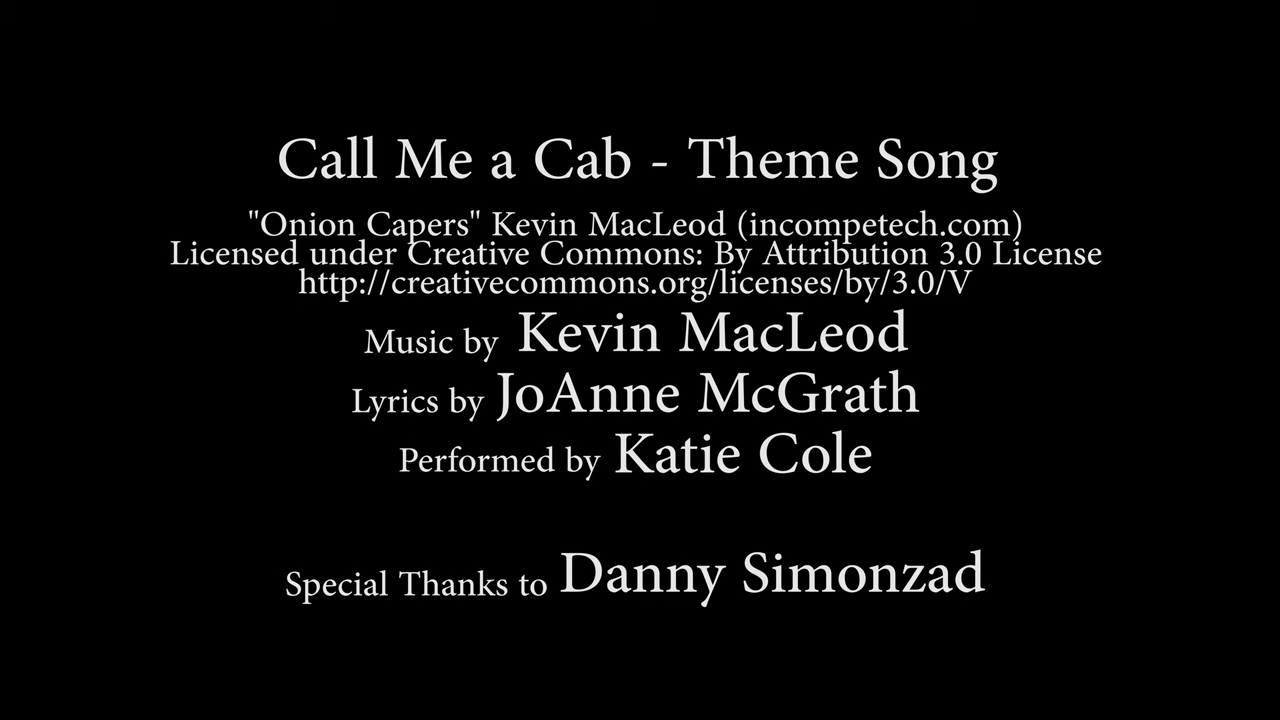 Call Me a Cab - Theme Song
"Onion Capers" Kevin MacLeod (incompetech.com)
Licensed under Creative Commons: By Attribution 3.0 License
http://creativecommons.org/licenses/by/3.0/V
Music by Kevin MacLeod
Lyrics by JoAnne McGrath
Performed by Katie Cole
Special Thanks to Danny Simonzad